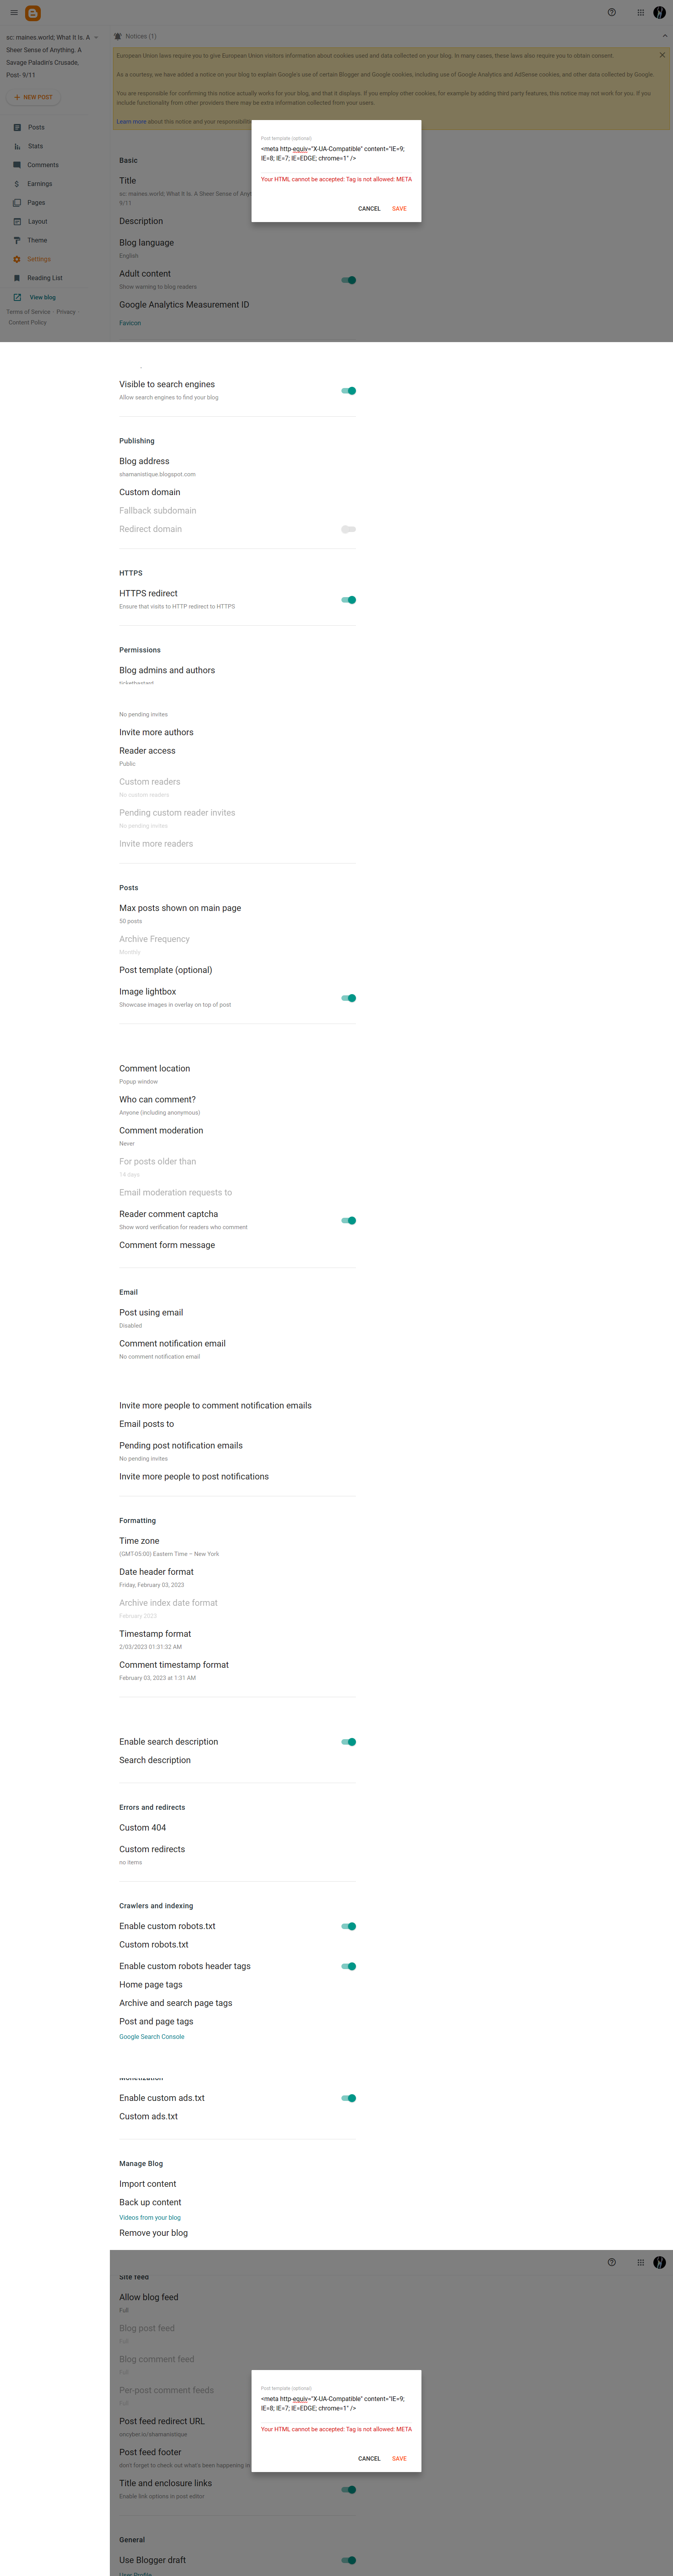 sc: maines.world; What It Is. A
Sheer Sense of Anything. A
Savage Paladin's Crusade,
Post- 9/11
NEW POST
Posts
Stats
Comments
Earnings
Pages
Layout
Theme
Settings
Reading List
View blog
Terms of Service · Privacy
Content Policy
Notices (1)
European Union laws require you to give European Union visitors information about cookies used and data collected on your blog. In many cases, these laws also require you to obtain consent.
As a courtesy, we have added a notice on your blog to explain Google's use of certain Blogger and Google cookies, including use of Google Analytics and AdSense cookies, and other data collected by Google.
You are responsible for confirming this notice actually works for your blog, and that it displays. If you employ other cookies, for example by adding third party features, this notice may not work for you. If you
include functionality from other providers there may be extra information collected from your users.
Learn more about this notice and your responsibilit
Post template (optional)
<meta http-equiv="X-UA-Compatible" content="IE=9;
IE=8; IE=7; IE=EDGE; chrome=1" />
Your HTML cannot be accepted: Tag is not allowed: META
CANCEL SAVE
Basic
Title
sc: maines.world; What It Is. A Sheer Sense of Anyt
9/11
Description
Blog language
English
Adult content
Show warning to blog readers
Google Analytics Measurement ID
Favicon
Visible to search engines
Allow search engines to find your blog
Publishing
Blog address
shamanistique.blogspot.com
Custom domain
Fallback subdomain
Redirect domain
HTTPS
HTTPS redirect
Ensure that visits to HTTP redirect to HTTPS
Permissions
Blog admins and authors
No pending invites
Invite more authors
Reader access
Public
Custom readers
No custom readers
Pending custom reader invites
No pending invites
Invite more readers
Posts
Max posts shown on main page
50 posts
Archive Frequency
Monthly
Post template (optional)
Image lightbox
Showcase images in overlay on top of post
Comment location
Popup window
Who can comment?
Anyone (including anonymous)
Comment moderation
Never
For posts older than
14 days
Email moderation requests to
Reader comment captcha
Show word verification for readers who comment
Comment form message
Email
Post using email
Disabled
Comment notification email
No comment notification email
Invite more people to comment notification emails
Email posts to
Pending post notification emails
No pending invites
Invite more people to post notifications
Formatting
Time zone
(GMT-05:00) Eastern Time – New York
Date header format
Friday, February 03, 2023
Archive index date format
February 2023
Timestamp format
2/03/2023 01:31:32 AM
Comment timestamp format
February 03, 2023 at 1:31 AM
Enable search description
Search description
Errors and redirects
Custom 404
Custom redirects
no items
Crawlers and indexing
Enable custom robots.txt
Custom robots.txt
Enable custom robots header tags
Home page tags
Archive and search page tags
Post and page tags
Google Search Console
Monetization
Enable custom ads.txt
Custom ads.txt
Manage Blog
Import content
Back up content
Videos from your blog
Remove your blog
Site feed
Allow blog feed
Full
Blog post feed
Full
Blog comment feed
Full
Per-post comment feeds
Full
Post feed redirect URL
oncyber.io/shamanistique
Post feed footer
don't forget to check out what's been happening in
Title and enclosure links
Enable link options in post editor
Post template (optional)
<meta http-equiv="X-UA-Compatible" content="IE=9;
IE=8; IE=7; IE=EDGE; chrome=1" />
Your HTML cannot be accepted: Tag is not allowed: META
CANCEL SAVE
General
Use Blogger draft
User Profile